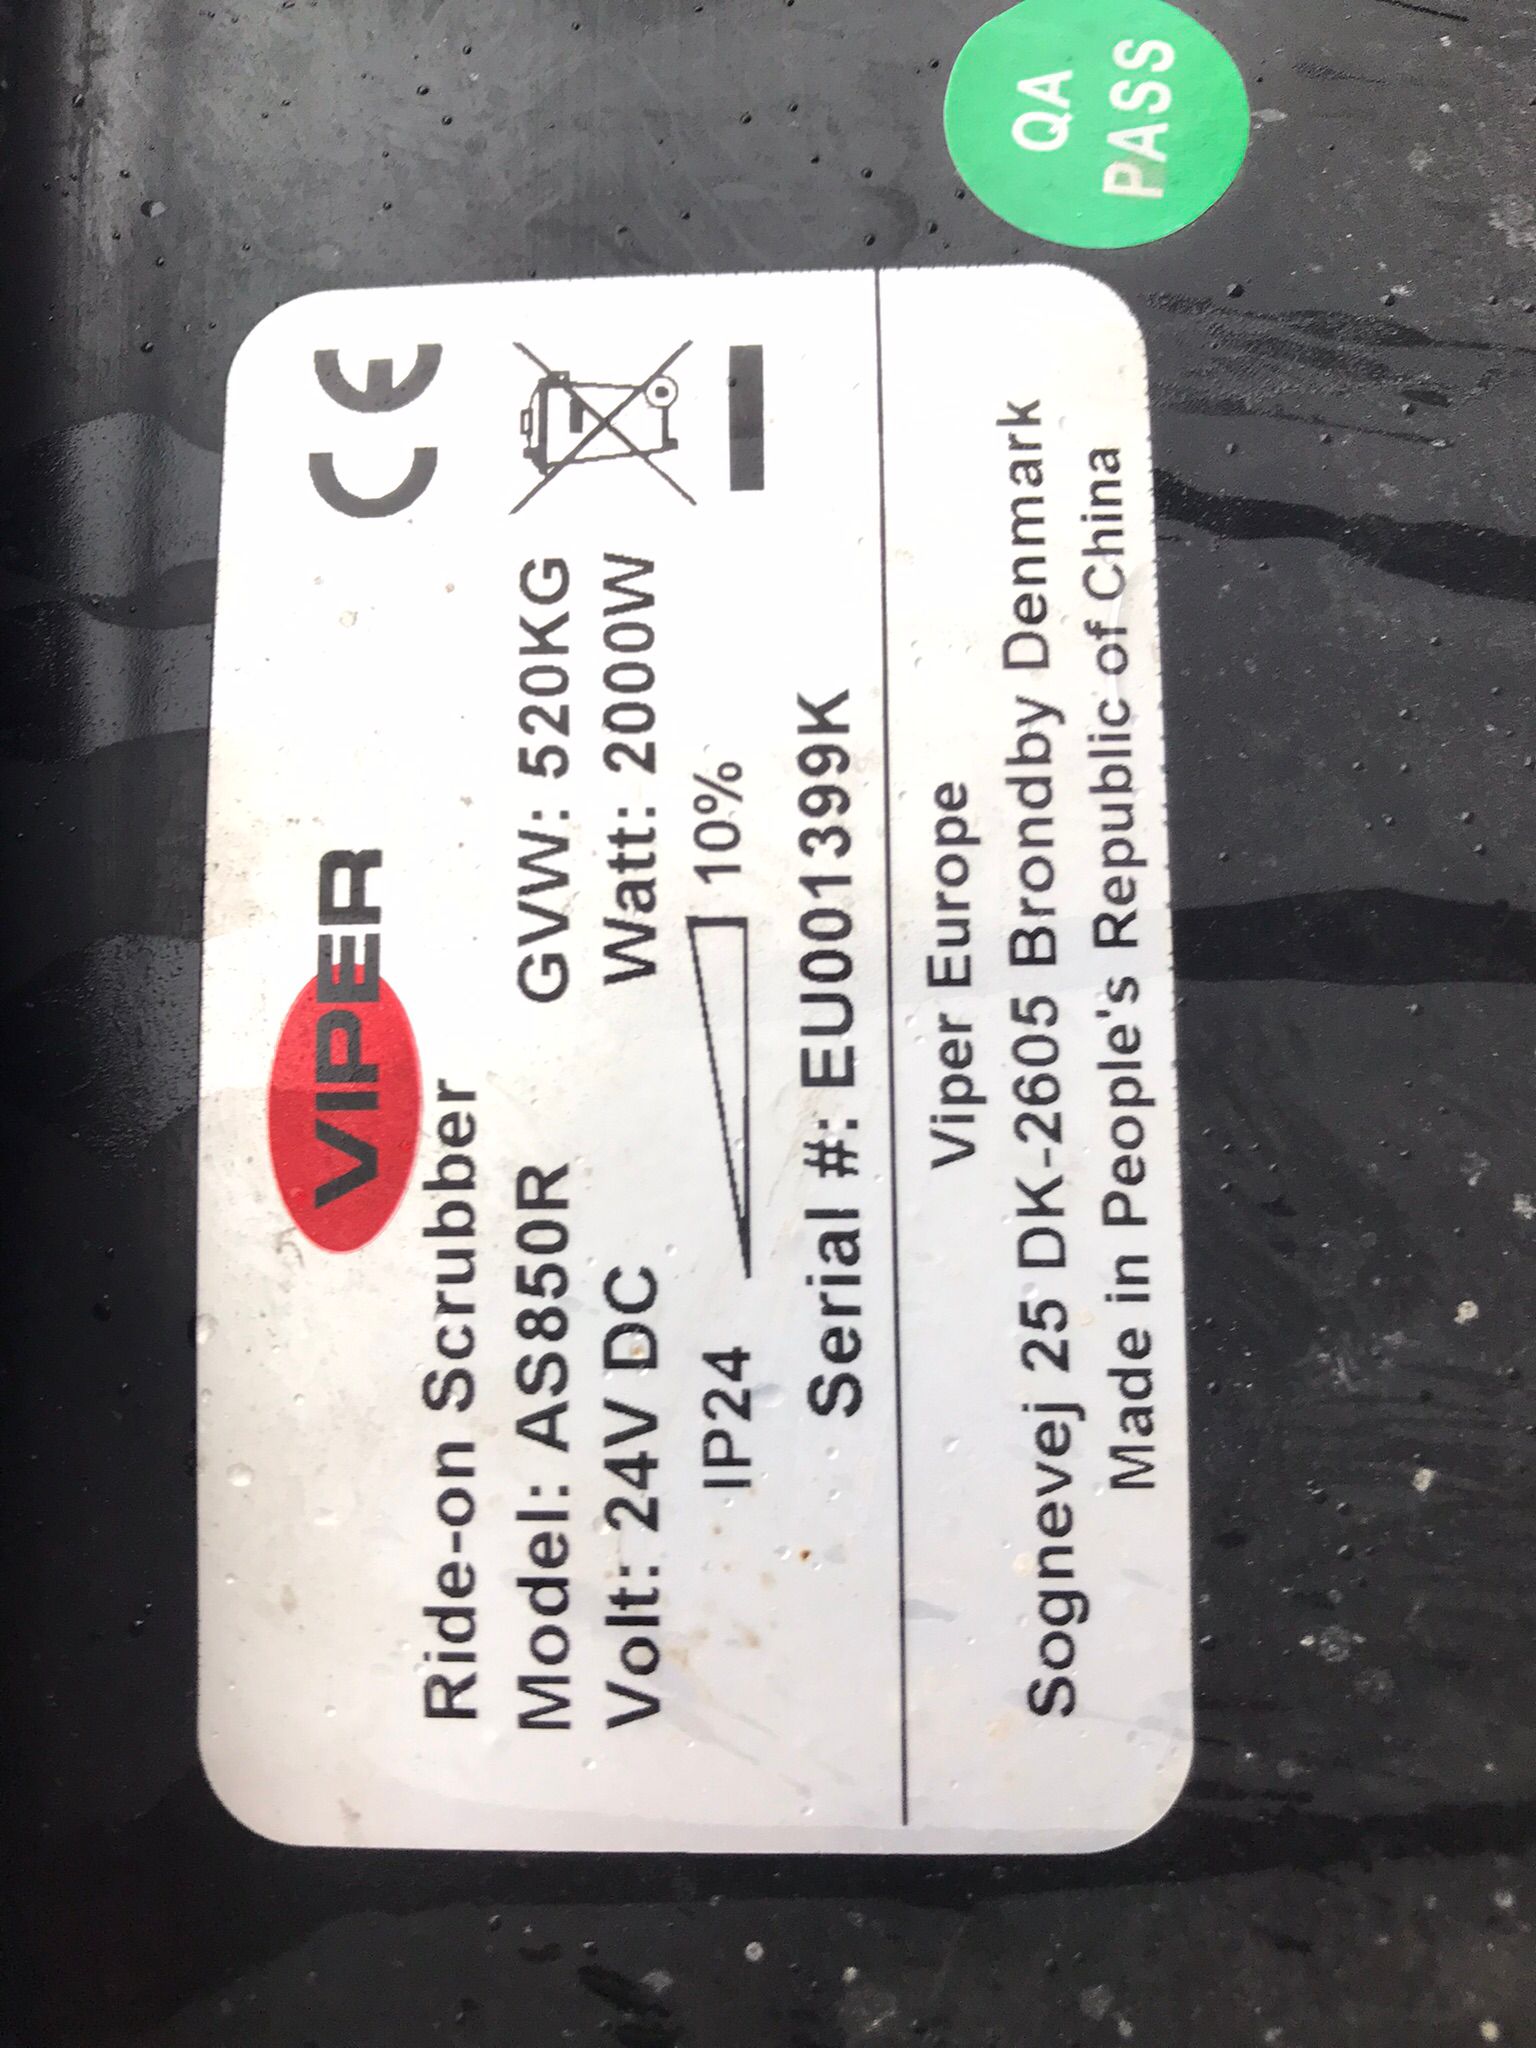 VIPER
CE
Ride-on Scrubber
Model: AS850R GVW: 520KG
Volt: 24V DC Watt: 2000W
IP24 10%
Serial #: EU001399K
Viper Europe
Sognevej 25 DK-2605 Brondby Denmark
Made in People's Republic of China
QA
PASS